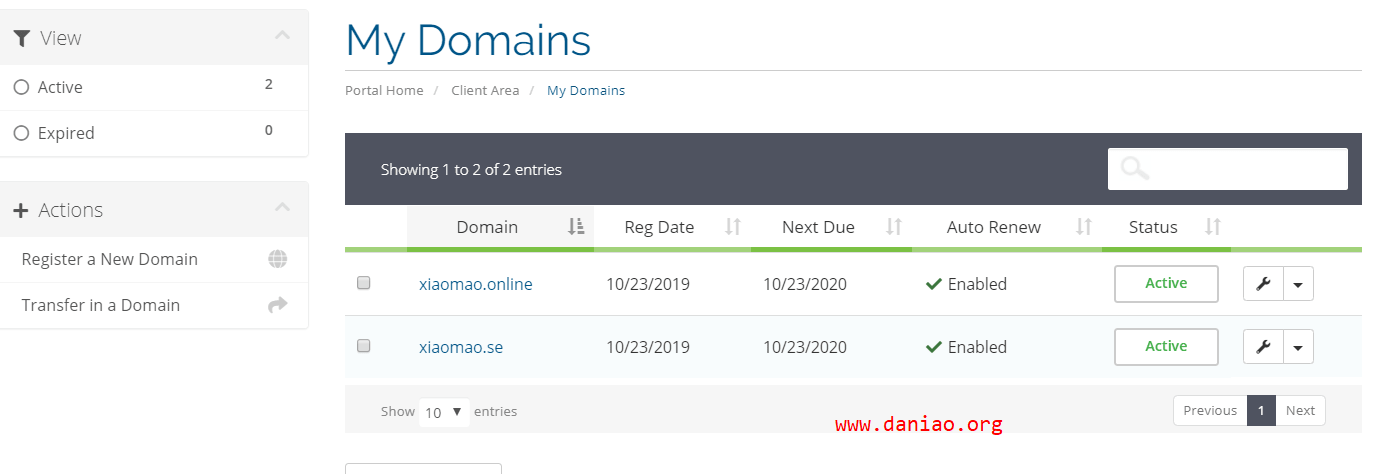 View
Active 2
Expired 0
Actions
Register a New Domain
Transfer in a Domain
My Domains
Portal Home / Client Area / My Domains
Showing 1 to 2 of 2 entries
Domain Reg Date Next Due Auto Renew Status
xiaomao.online 10/23/2019 10/23/2020 Enabled Active
xiaomao.se 10/23/2019 10/23/2020 Enabled Active
Show 10 entries
Previous 1 Next
www.daniao.org